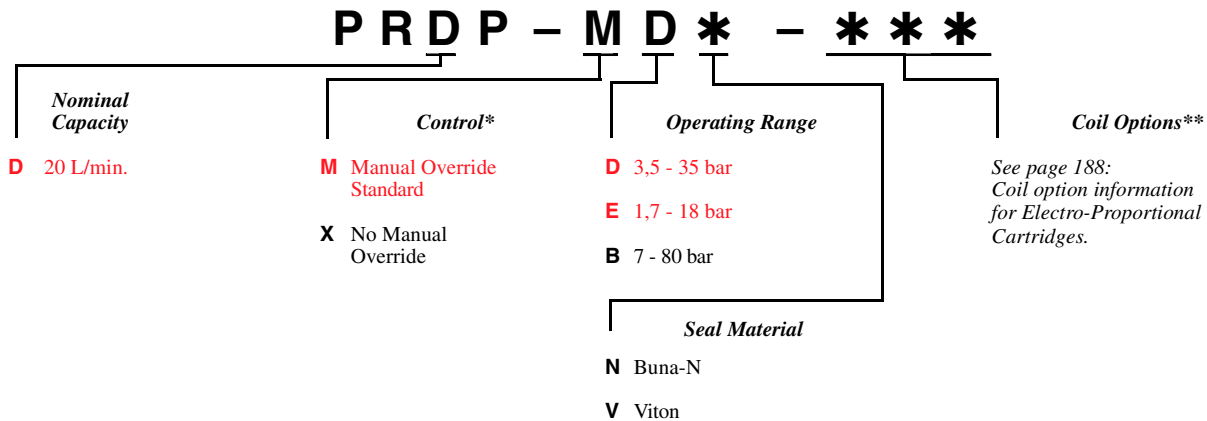 PRDP – MD* – ***
Nominal
Capacity
D 20 L/min.
Control*
M Manual Override
Standard
X No Manual
Override
Operating Range
D 3,5 - 35 bar
E 1,7 - 18 bar
B 7 - 80 bar
Seal Material
N Buna-N
V Viton
Coil Options**
See page 188:
Coil option information
for Electro-Proportional
Cartridges.